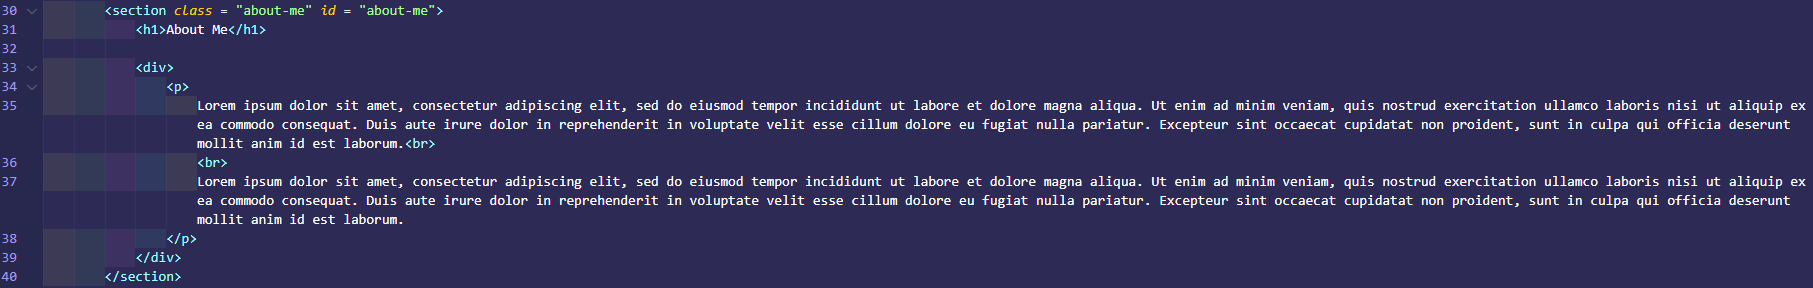 30 <section class = "about-me" id = "about-me">
31 <h1>About Me</h1>
32
33 <div>
34 <p>
35 Lorem ipsum dolor sit amet, consectetur adipiscing elit, sed do eiusmod tempor incididunt ut labore et dolore magna aliqua. Ut enim ad minim veniam, quis nostrud exercitation ullamco laboris nisi ut aliquip ex
ea commodo consequat. Duis aute irure dolor in reprehenderit in voluptate velit esse cillum dolore eu fugiat nulla pariatur. Excepteur sint occaecat cupidatat non proident, sunt in culpa qui officia deserunt
mollit anim id est laborum.<br>
36 <br>
37 Lorem ipsum dolor sit amet, consectetur adipiscing elit, sed do eiusmod tempor incididunt ut labore et dolore magna aliqua. Ut enim ad minim veniam, quis nostrud exercitation ullamco laboris nisi ut aliquip ex
ea commodo consequat. Duis aute irure dolor in reprehenderit in voluptate velit esse cillum dolore eu fugiat nulla pariatur. Excepteur sint occaecat cupidatat non proident, sunt in culpa qui officia deserunt
mollit anim id est laborum.
38 </p>
39 </div>
40 </section>